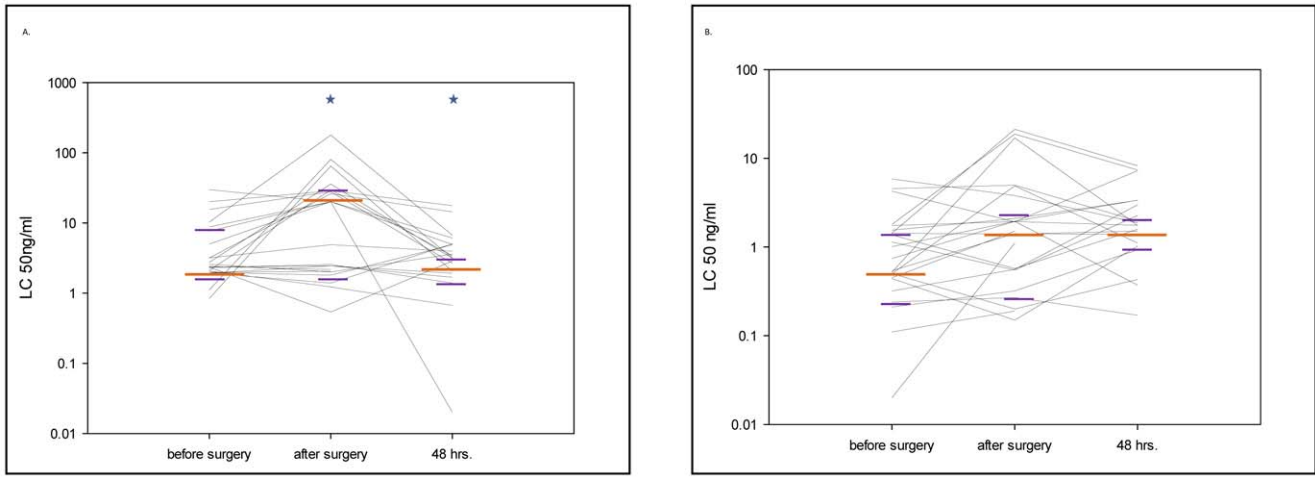 A.
1000
100
10
1
0.1
0.01
LC 50ng/ml
before surgery
after surgery
48 hrs.
B.
100
10
1
0.1
0.01
LC 50 ng/ml
before surgery
after surgery
48 hrs.